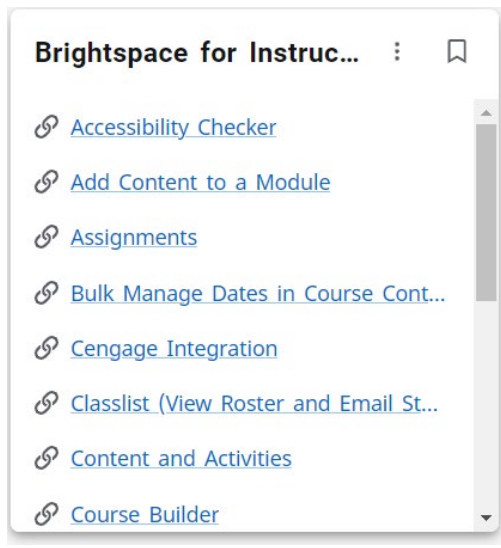 Brightspace for Instruc...
Accessibility Checker
Add Content to a Module
Assignments
Bulk Manage Dates in Course Cont...
Cengage Integration
Classlist (View Roster and Email St...
Content and Activities
Course Builder